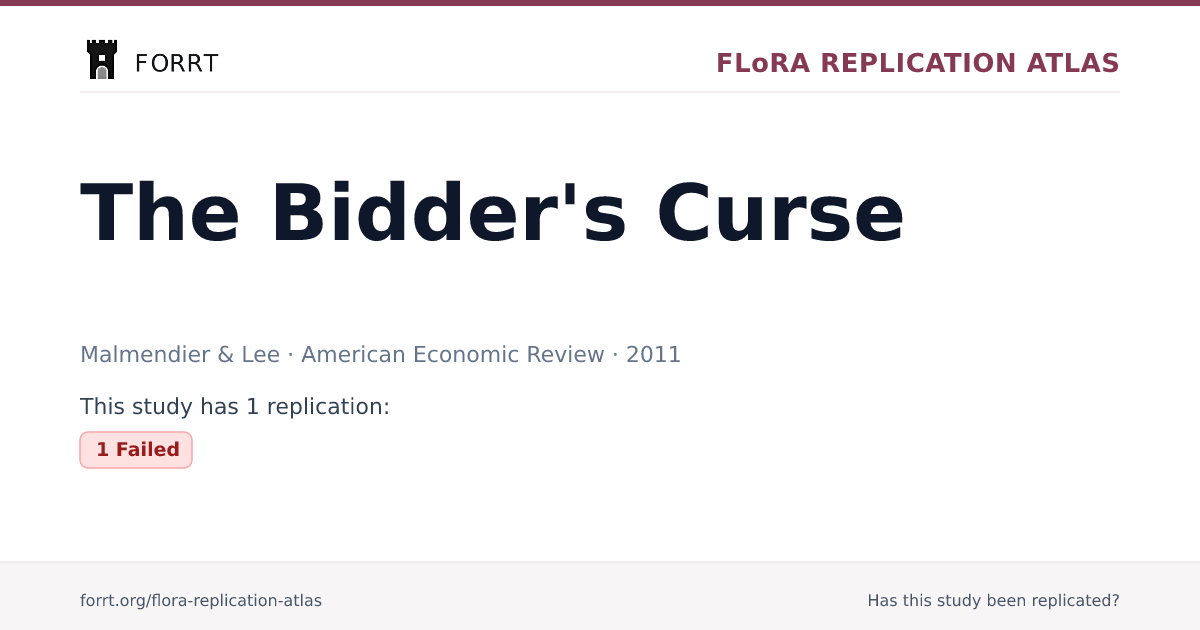 FORRT
FLoRA REPLICATION ATLAS
The Bidder's Curse
Malmendier & Lee · American Economic Review · 2011
This study has 1 replication:
1 Failed
forrt.org/flora-replication-atlas
Has this study been replicated?